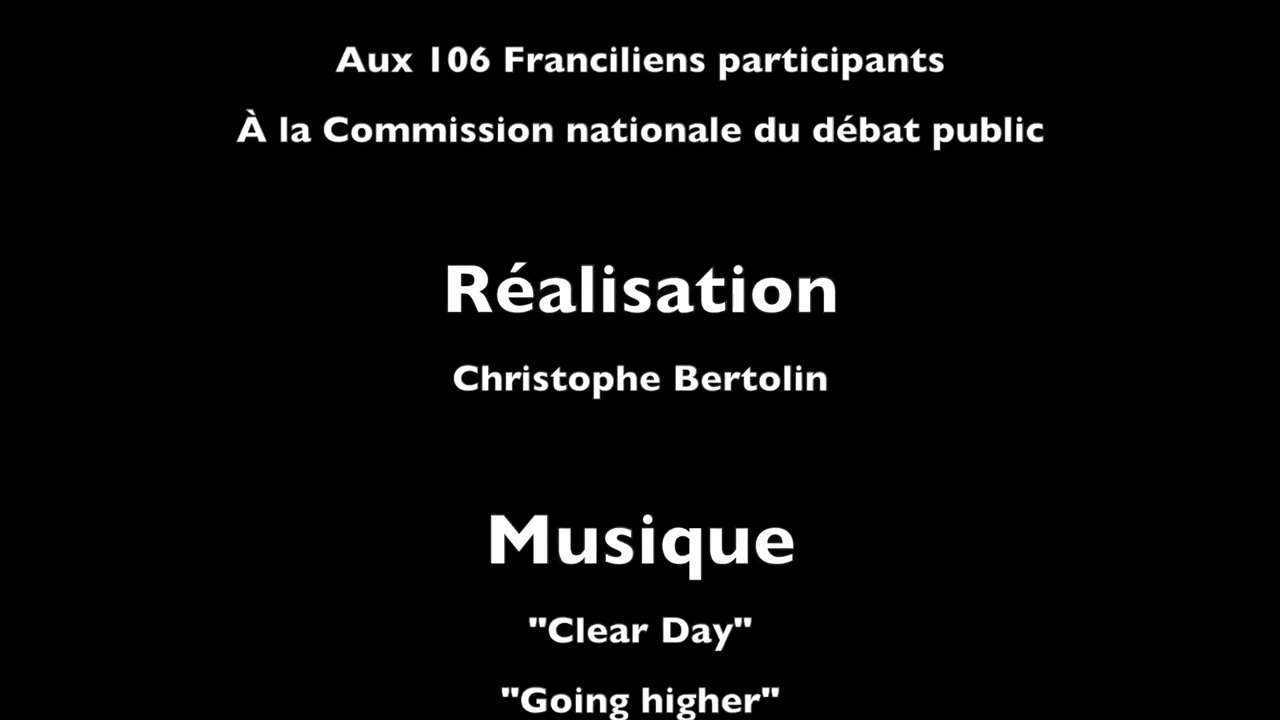 Aux 106 Franciliens participants
À la Commission nationale du débat public
Réalisation
Christophe Bertolin
Musique
"Clear Day"
"Going higher"